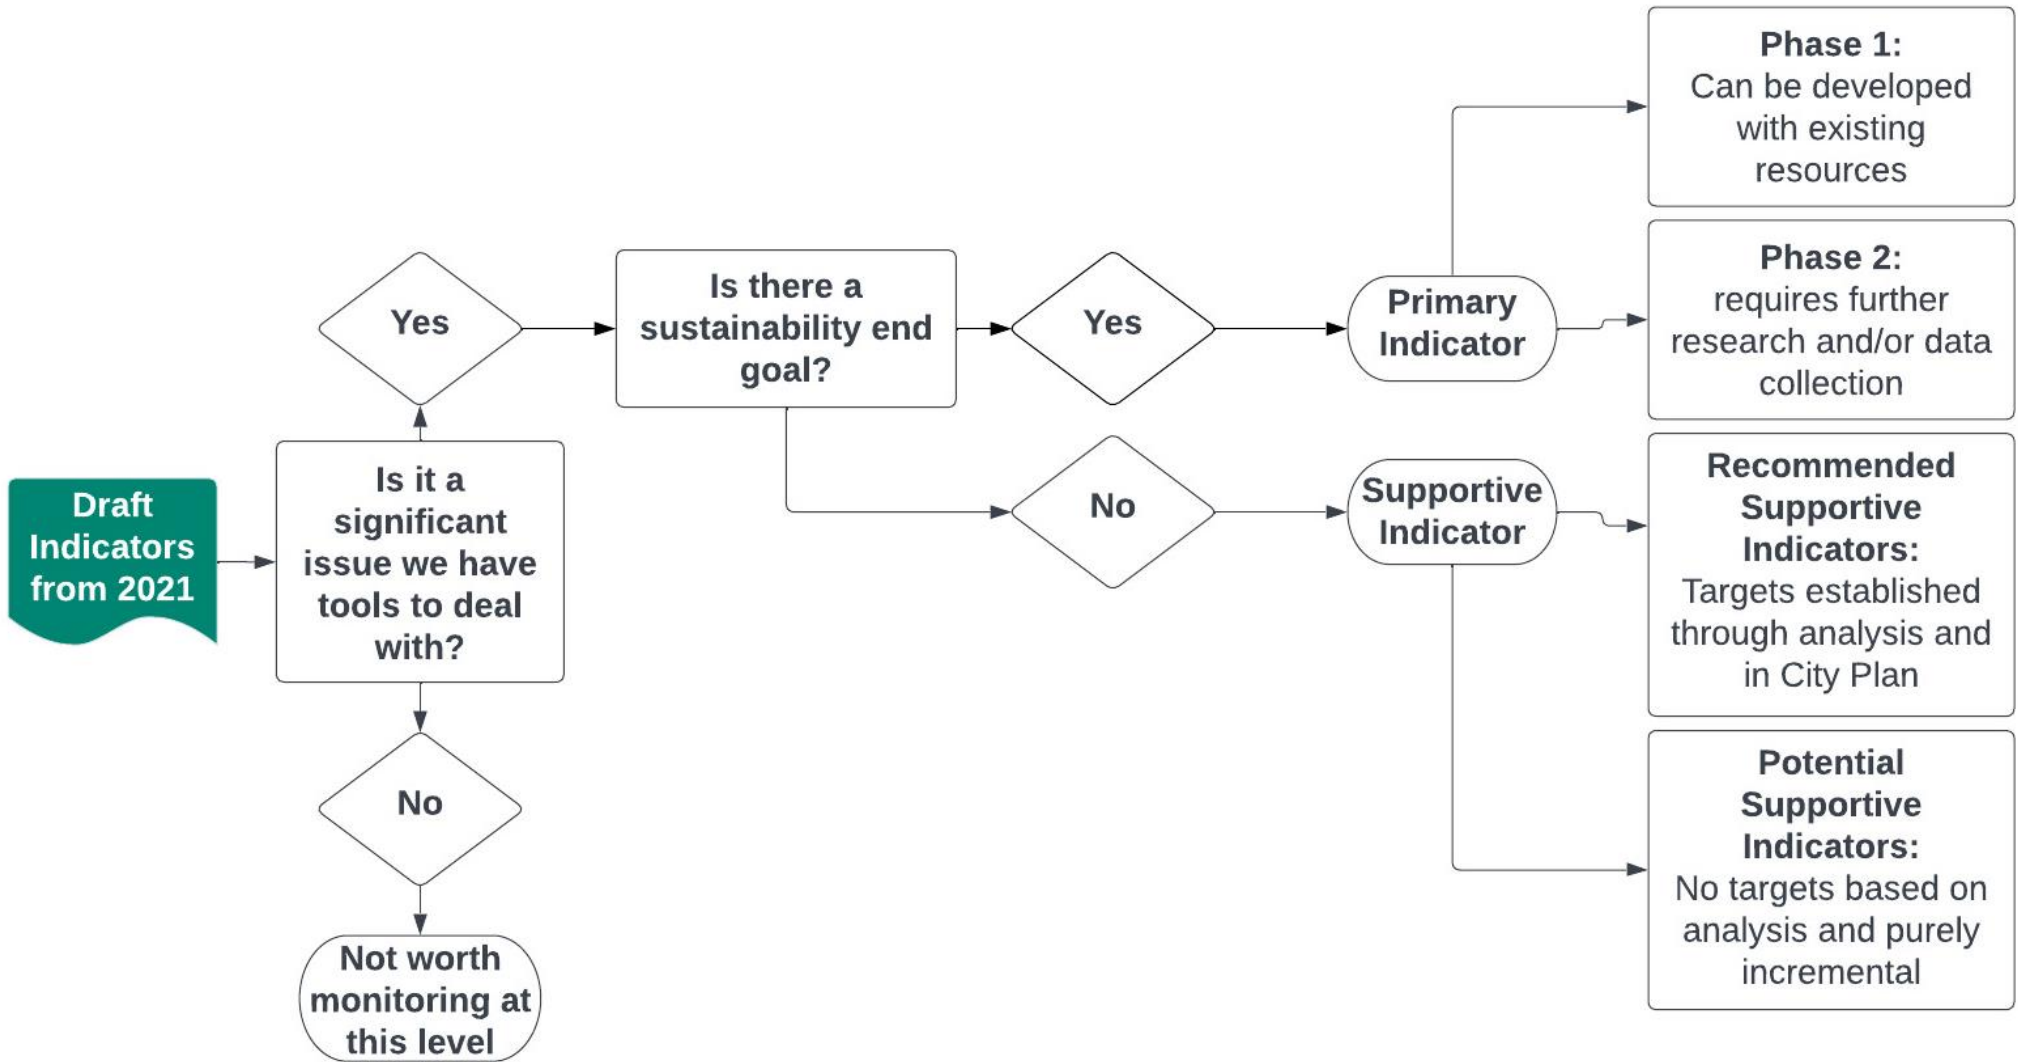 Draft
Indicators
from 2021
Is it a
significant
issue we have
tools to deal
with?
Yes
No
Not worth
monitoring at
this level
Is there a
sustainability end
goal?
Yes
No
Primary
Indicator
Supportive
Indicator
Phase 1:
Can be developed
with existing
resources
Phase 2:
requires further
research and/or data
collection
Recommended
Supportive
Indicators:
Targets established
through analysis and
in City Plan
Potential
Supportive
Indicators:
No targets based on
analysis and purely
incremental